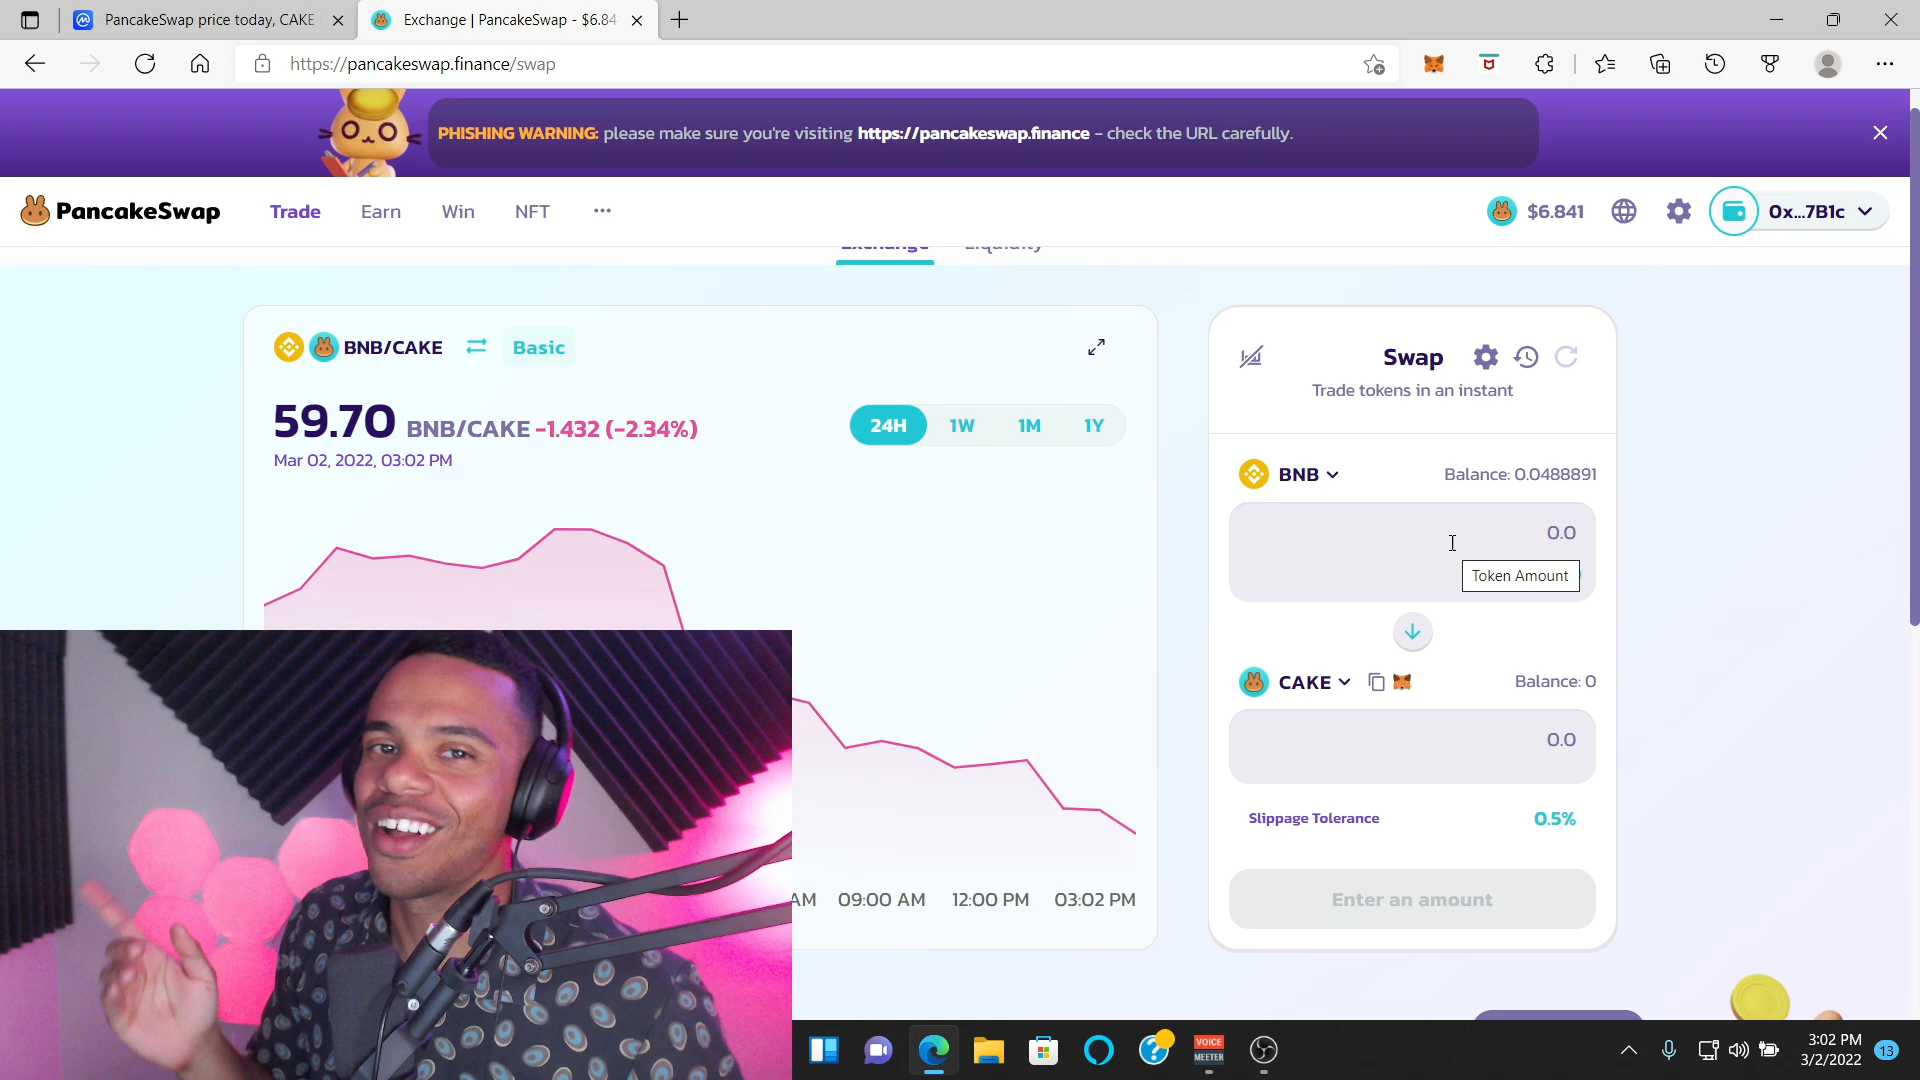 PancakeSwap price today, CAKE
Exchange | PancakeSwap - $6.84
https://pancakeswap.finance/swap
PHISHING WARNING: please make sure you're visiting https://pancakeswap.finance - check the URL carefully.
PancakeSwap
Trade
Earn
Win
NFT
$6.841
0x...7B1c
Exchange
Liquidity
BNB/CAKE
Basic
59.70 BNB/CAKE -1.432 (-2.34%)
24H
1W
1M
1Y
Mar 02, 2022, 03:02 PM
AM
09:00 AM
12:00 PM
03:02 PM
Swap
Trade tokens in an instant
BNB
Balance: 0.0488891
0.0
Token Amount
CAKE
Balance: 0
0.0
Slippage Tolerance
0.5%
Enter an amount
VOICE
MEETER
3:02 PM
3/2/2022
13